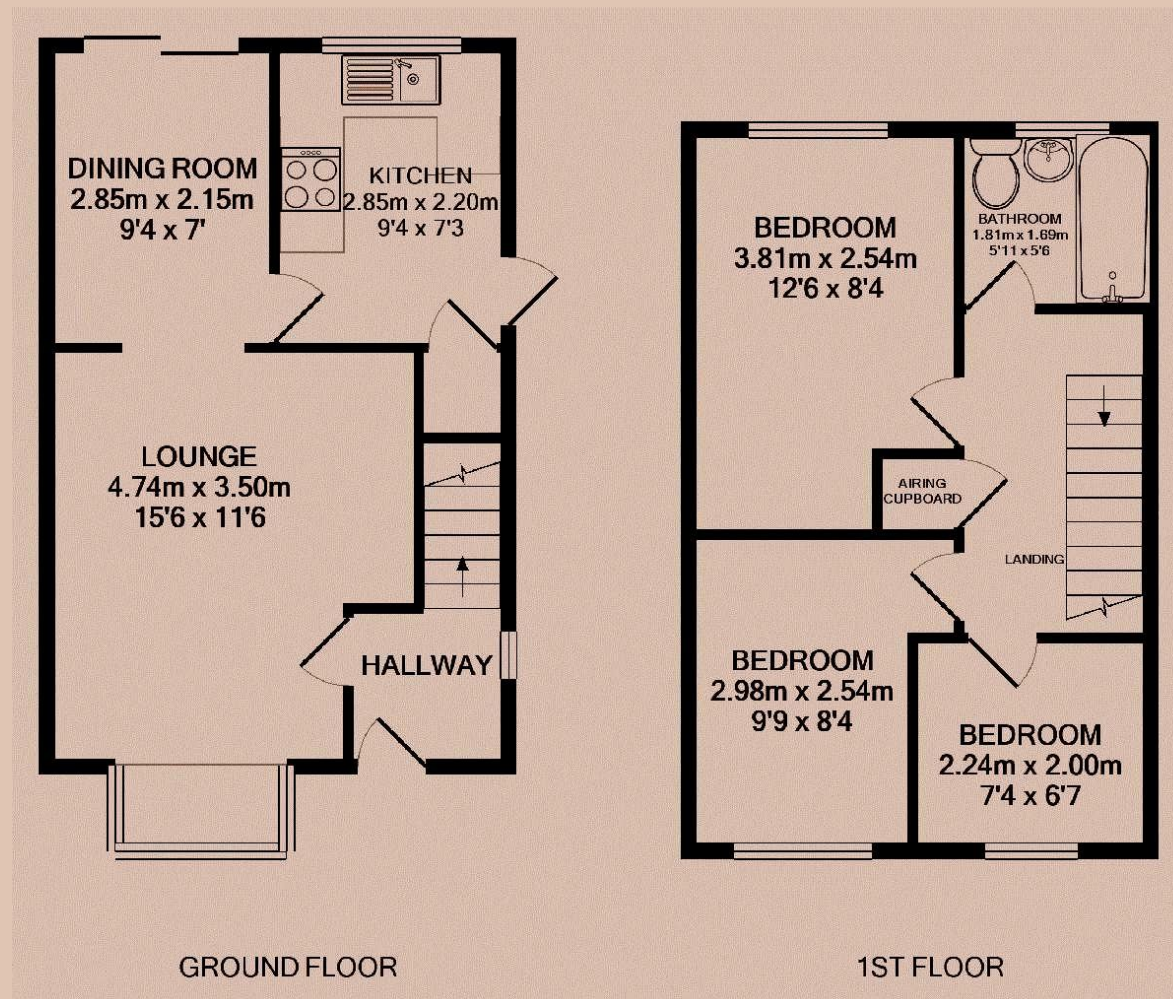 DINING ROOM
2.85m x 2.15m
9'4 x 7'
KITCHEN
2.85m x 2.20m
9'4 x 7'3
LOUNGE
4.74m x 3.50m
15'6 x 11'6
HALLWAY
GROUND FLOOR
BEDROOM
3.81m x 2.54m
12'6 x 8'4
BATHROOM
1.81m x 1.69m
5'11 x 5'6
AIRING
CUPBOARD
LANDING
BEDROOM
2.98m x 2.54m
9'9 x 8'4
BEDROOM
2.24m x 2.00m
7'4 x 6'7
1ST FLOOR